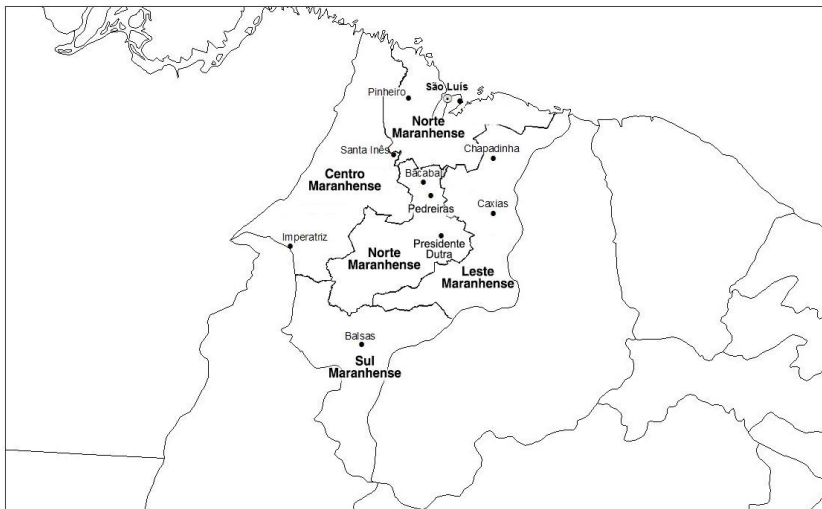 São Luís
Pinheiro
Norte
Maranhense
Santa Inês
Chapadinha
Centro
Maranhense
Bacabal
Pedreiras
Caxias
Imperatriz
Norte
Maranhense
Presidente
Dutra
Leste
Maranhense
Balsas
Sul
Maranhense